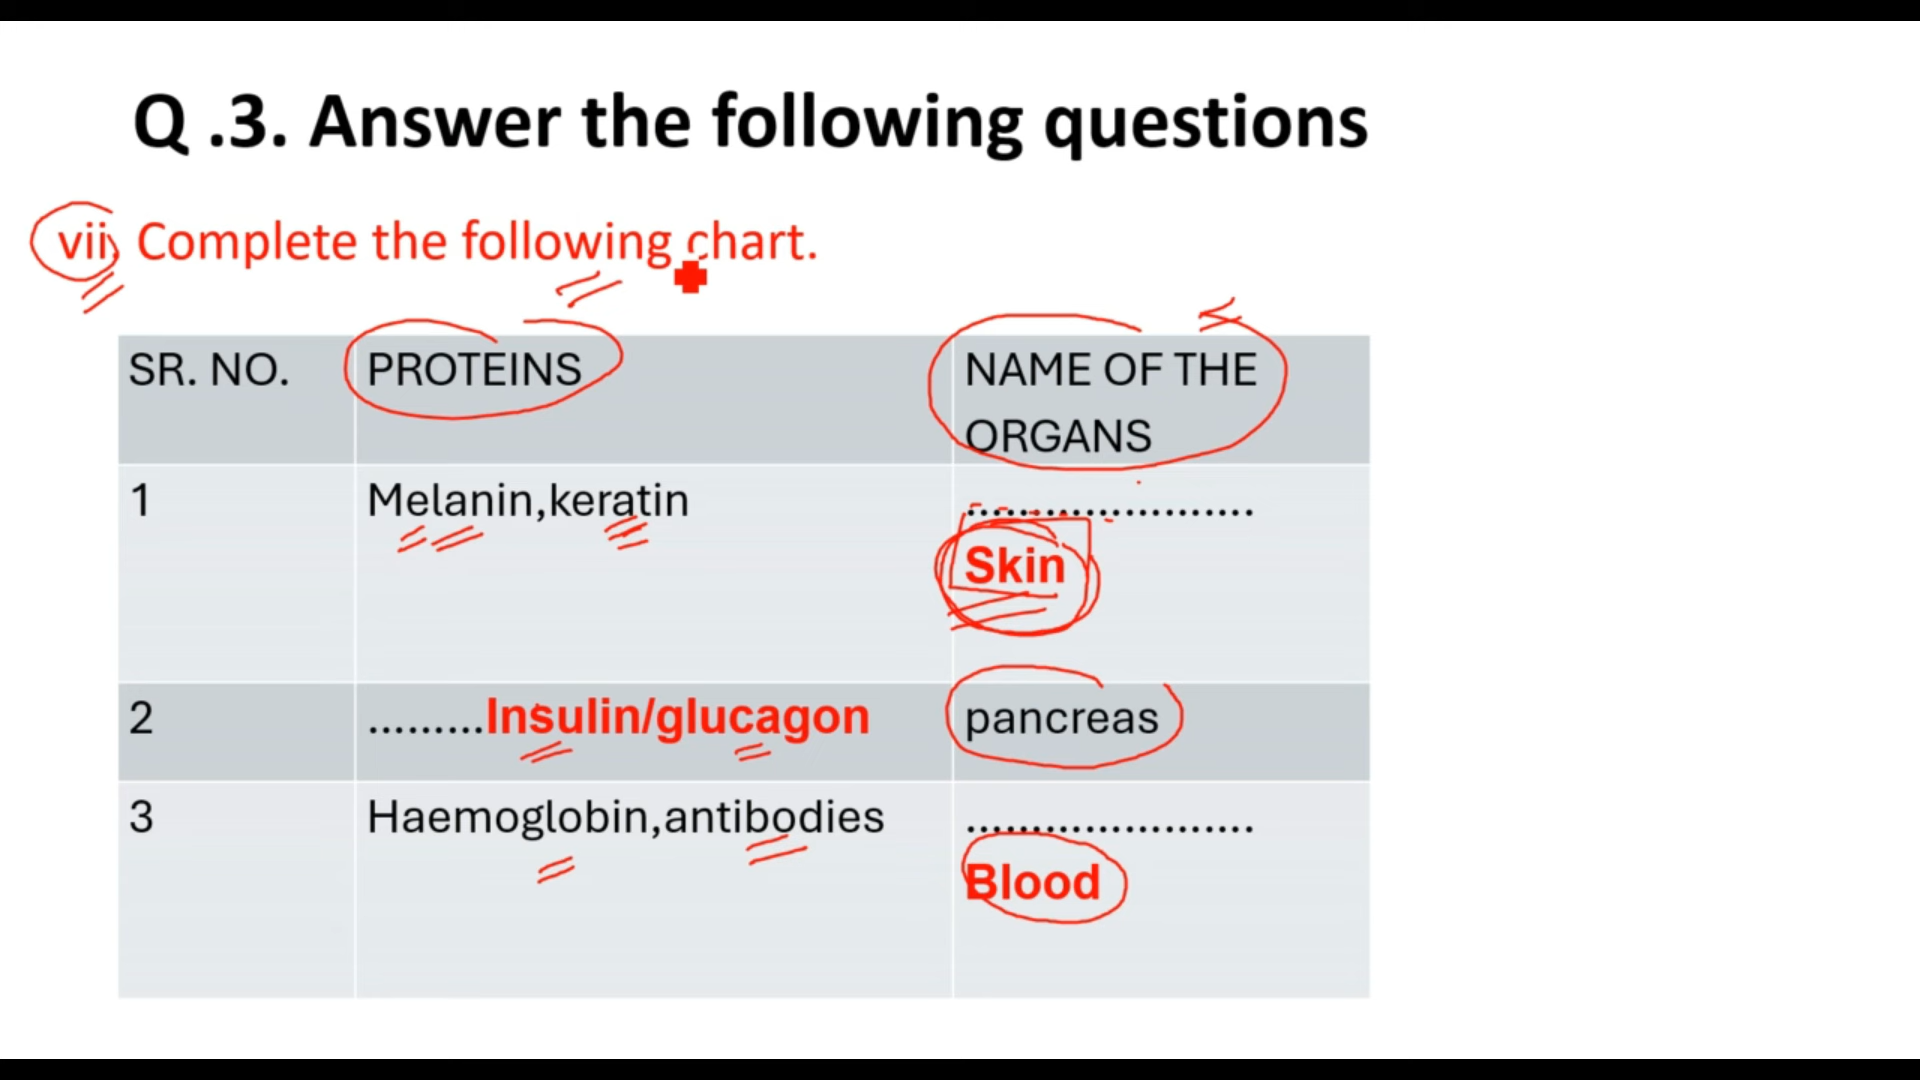 Q .3. Answer the following questions
vii, Complete the following chart.
SR. NO. PROTEINS NAME OF THE
ORGANS
1 Melanin,keratin ......................
Skin
2 .........Insulin/glucagon pancreas
3 Haemoglobin,antibodies ......................
Blood